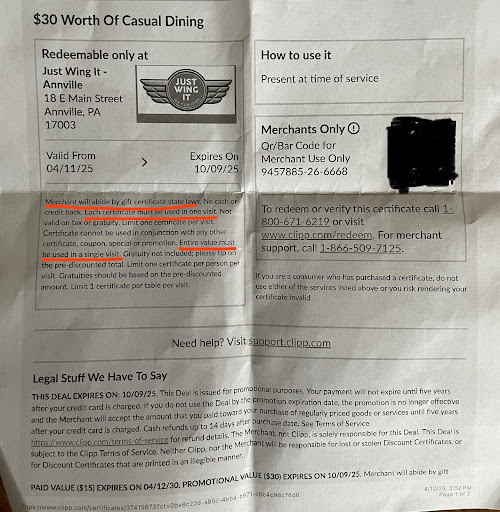 $30 Worth Of Casual Dining
Redeemable only at
Just Wing It -
Annville
18 E Main Street
Annville, PA
17003
JUST
WING
IT
Valid From
04/11/25
>
Expires On
10/09/25
Merchant will abide by gift certificate state laws. No cash or
credit back. Each certificate must be used in one visit. Not
valid on tax or gratuity. Limit one certificate per visit.
Certificate cannot be used in conjunction with any other
certificate, coupon, special or promotion. Entire value must
be used in a single visit. Gratuity not included; please tip on
the pre-discounted total. Limit one certificate per person per
visit. Gratuities should be based on the pre-discounted
amount. Limit 1 certificate per table per visit.
How to use it
Present at time of service
Merchants Only
Qr/Bar Code for
Merchant Use Only
9457885-26-6668
To redeem or verify this certificate call 1-
800-671-6219 or visit
www.clipp.com/redeem. For merchant
support, call 1-866-509-7125.
If you are a consumer who has purchased a certificate, do not
use either of the services listed above or you risk rendering your
certificate invalid
Need help? Visit support.clipp.com
Legal Stuff We Have To Say
THIS DEAL EXPIRES ON: 10/09/25. This Deal is issued for promotional purposes. Your payment will not expire until five years
after your credit card is charged. If you do not use the Deal by the promotion expiration date, the promotion is no longer effective
and the Merchant will accept the amount that you paid toward your purchase of regularly priced goods or services until five years
after your credit card is charged. Cash refunds up to 14 days after purchase date. See Terms of Service
https://www.clipp.com/terms-of-service for refund details. The Merchant, not Clipp, is solely responsible for this Deal. This Deal is
subject to the Clipp Terms of Service. Neither Clipp, nor the Merchant will be responsible for lost or stolen Discount Certificates, or
for Discount Certificates that are printed in an illegible manner.
PAID VALUE ($15) EXPIRES ON 04/12/30. PROMOTIONAL VALUE ($30) EXPIRES ON 10/09/25. Merchant will abide by gift
4/12/25, 3:52 PM
Page 1 of 2